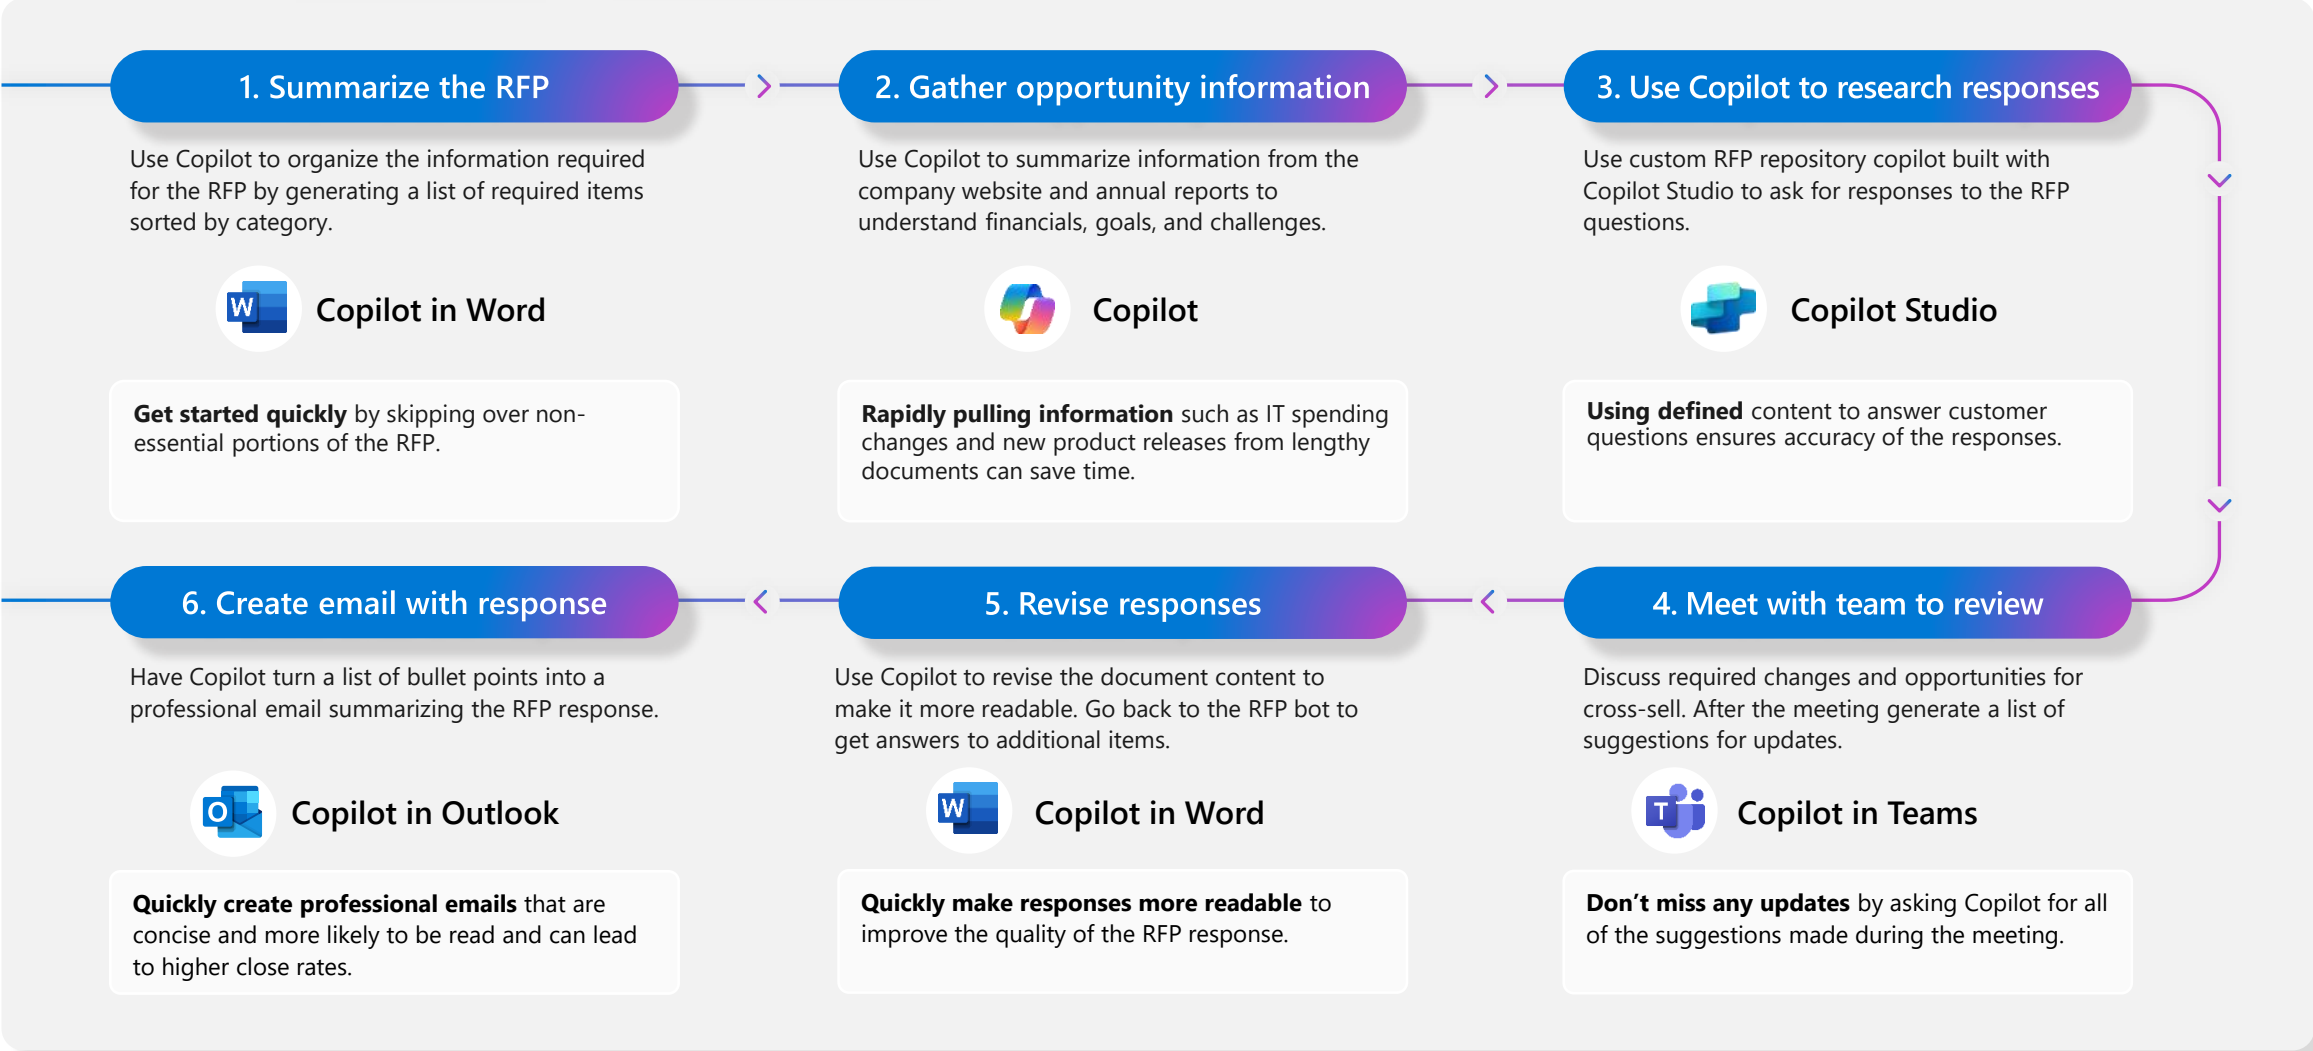 1. Summarize the RFP
Use Copilot to organize the information required
for the RFP by generating a list of required items
sorted by category.
W
Copilot in Word
Get started quickly by skipping over non-
essential portions of the RFP.
2. Gather opportunity information
Use Copilot to summarize information from the
company website and annual reports to
understand financials, goals, and challenges.
Copilot
Rapidly pulling information such as IT spending
changes and new product releases from lengthy
documents can save time.
3. Use Copilot to research responses
Use custom RFP repository copilot built with
Copilot Studio to ask for responses to the RFP
questions.
Copilot Studio
Using defined content to answer customer
questions ensures accuracy of the responses.
4. Meet with team to review
Discuss required changes and opportunities for
cross-sell. After the meeting generate a list of
suggestions for updates.
T
Copilot in Teams
Don’t miss any updates by asking Copilot for all
of the suggestions made during the meeting.
5. Revise responses
Use Copilot to revise the document content to
make it more readable. Go back to the RFP bot to
get answers to additional items.
W
Copilot in Word
Quickly make responses more readable to
improve the quality of the RFP response.
6. Create email with response
Have Copilot turn a list of bullet points into a
professional email summarizing the RFP response.
O
Copilot in Outlook
Quickly create professional emails that are
concise and more likely to be read and can lead
to higher close rates.